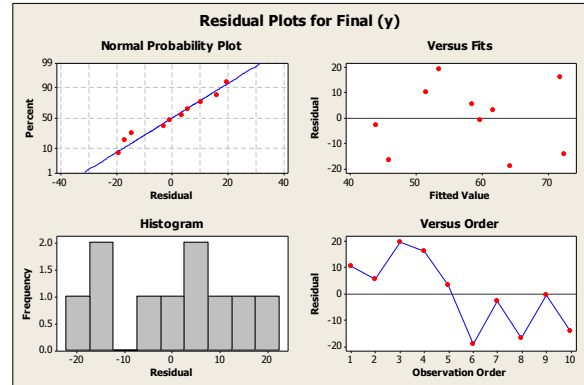 Residual Plots for Final (y)
Normal Probability Plot
99
90
50
10
1
Percent
-40 -20 0 20 40
Residual
Versus Fits
20
10
0
-10
-20
Residual
40 50 60 70
Fitted Value
Histogram
2.0
1.5
1.0
0.5
0.0
Frequency
-20 -10 0 10 20
Residual
Versus Order
20
10
0
-10
-20
Residual
1 2 3 4 5 6 7 8 9 10
Observation Order